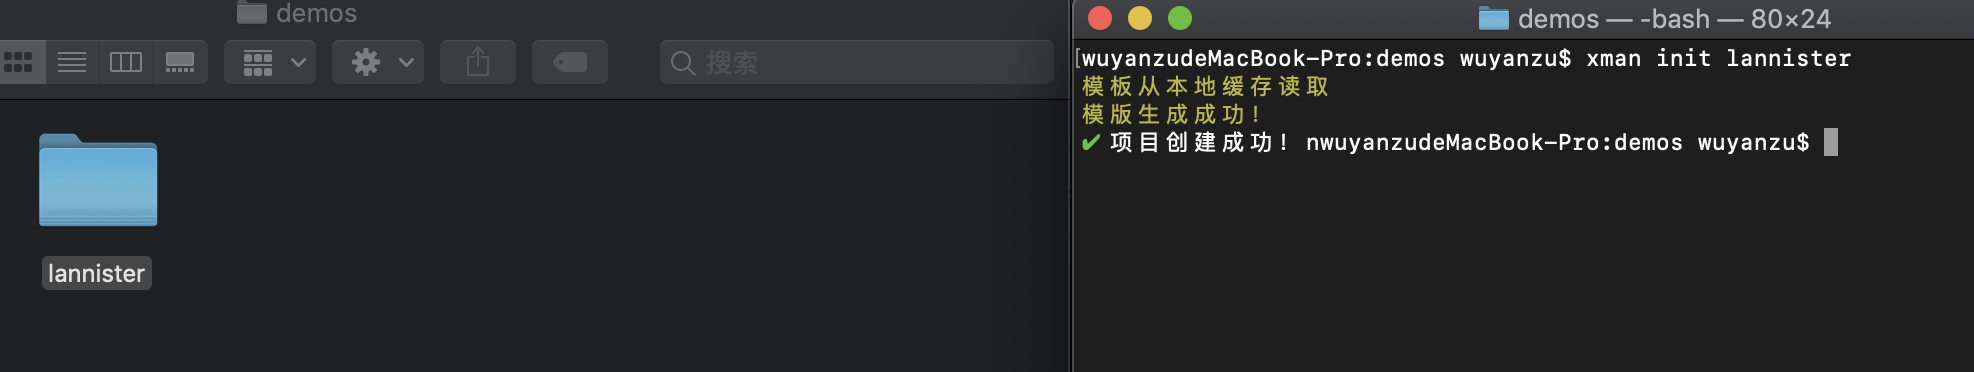 demos
搜索
lannister
demos — -bash — 80×24
[wuyanzudeMacBook-Pro:demos wuyanzu$ xman init lannister
模板从本地缓存读取
模版生成成功!
✔ 项目创建成功! nwuyanzudeMacBook-Pro:demos wuyanzu$